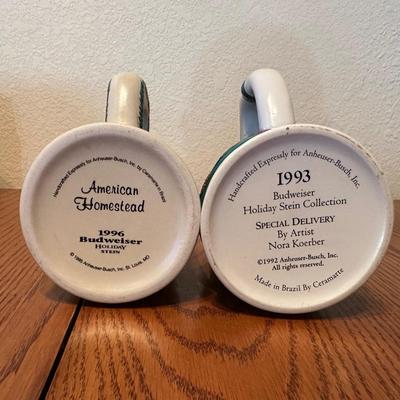 Handcrafted Expressly for Anheuser-Busch, Inc. by Ceramarte in Brazil
American
Homestead
1996
Budweiser
HOLIDAY
STEIN
©1995 Anheuser-Busch, Inc. St. Louis, MO
Handcrafted Expressly for Anheuser-Busch, Inc.
1993
Budweiser
Holiday Stein Collection
SPECIAL DELIVERY
By Artist
Nora Koerber
©1992 Anheuser-Busch, Inc.
All rights reserved.
Made in Brazil By Ceramarte